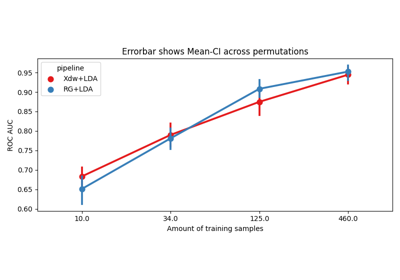 Errorbar shows Mean-CI across permutations
pipeline
Xdw+LDA
RG+LDA
ROC AUC
0.95
0.90
0.85
0.80
0.75
0.70
0.65
0.60
10.0 34.0 125.0 460.0
Amount of training samples